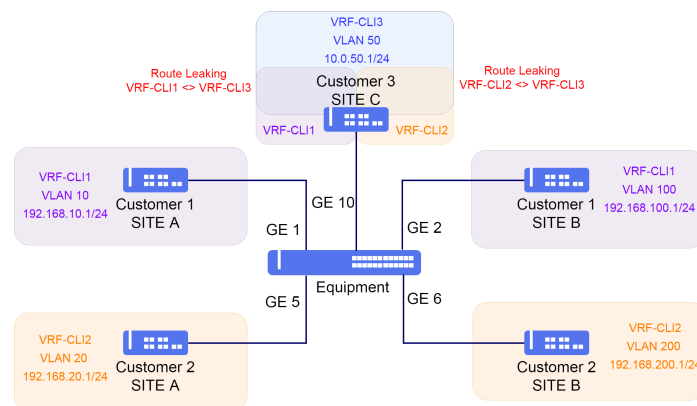 VRF-CLI3
VLAN 50
10.0.50.1/24
Route Leaking
VRF-CLI1 <> VRF-CLI3
Route Leaking
VRF-CLI2 <> VRF-CLI3
Customer 3
SITE C
VRF-CLI1
VRF-CLI2
VRF-CLI1
VLAN 10
192.168.10.1/24
Customer 1
SITE A
GE 10
GE 1
GE 2
Customer 1
SITE B
VRF-CLI1
VLAN 100
192.168.100.1/24
Equipment
GE 5
GE 6
VRF-CLI2
VLAN 20
192.168.20.1/24
Customer 2
SITE A
Customer 2
SITE B
VRF-CLI2
VLAN 200
192.168.200.1/24